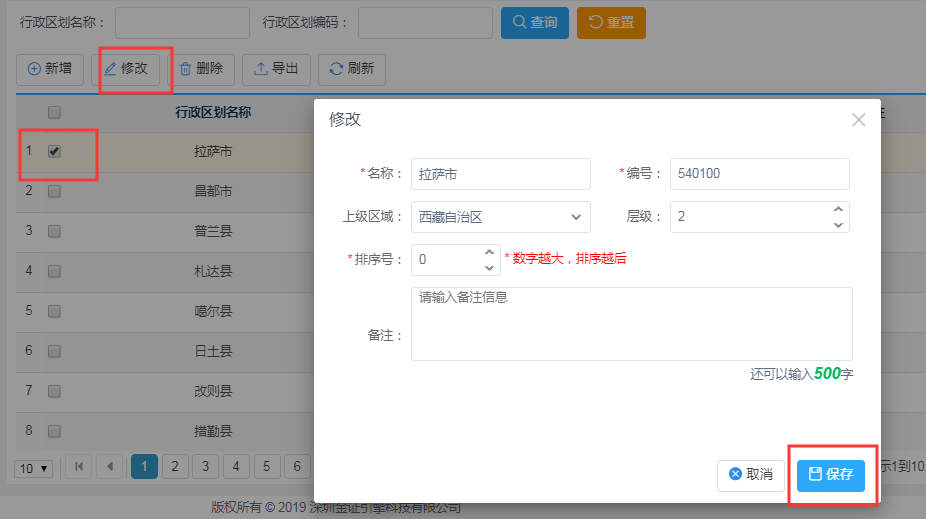 行政区划名称： 行政区划编码： 查询 重置
新增 修改 删除 导出 刷新
行政区划名称
1 拉萨市
2 昌都市
3 普兰县
4 札达县
5 噶尔县
6 日土县
7 改则县
8 措勤县
10 1 2 3 4 5 6
示1到10
修改
*名称： 拉萨市 *编号： 540100
上级区域： 西藏自治区 层级： 2
*排序号： 0 * 数字越大，排序越后
备注： 请输入备注信息
还可以输入500字
取消 保存
版权所有 © 2019 深圳金证引擎科技有限公司